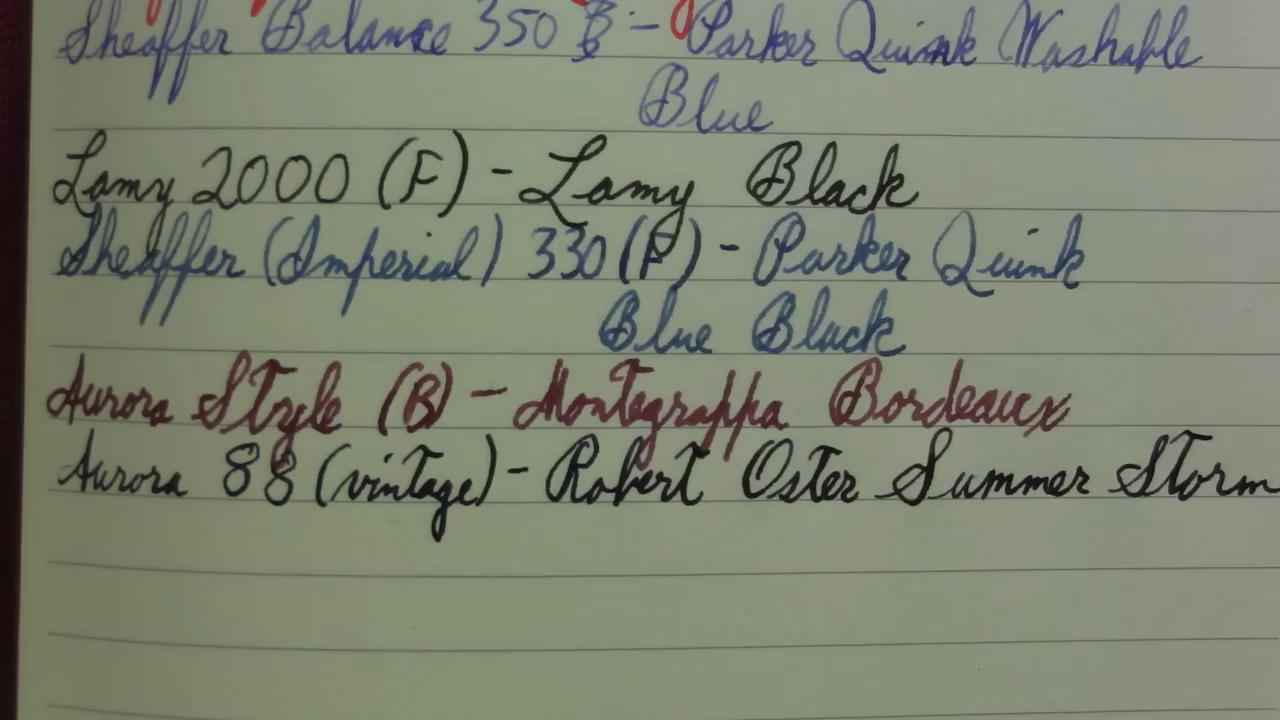 Sheaffer Balance 350 B - Parker Quink Washable
Blue
Lamy 2000 (F) - Lamy Black
Sheaffer (Imperial) 330 (F) - Parker Quink
Blue Black
Aurora Style (B) - Montegrappa Bordeaux
Aurora 88 (vintage) - Robert Oster Summer Storm